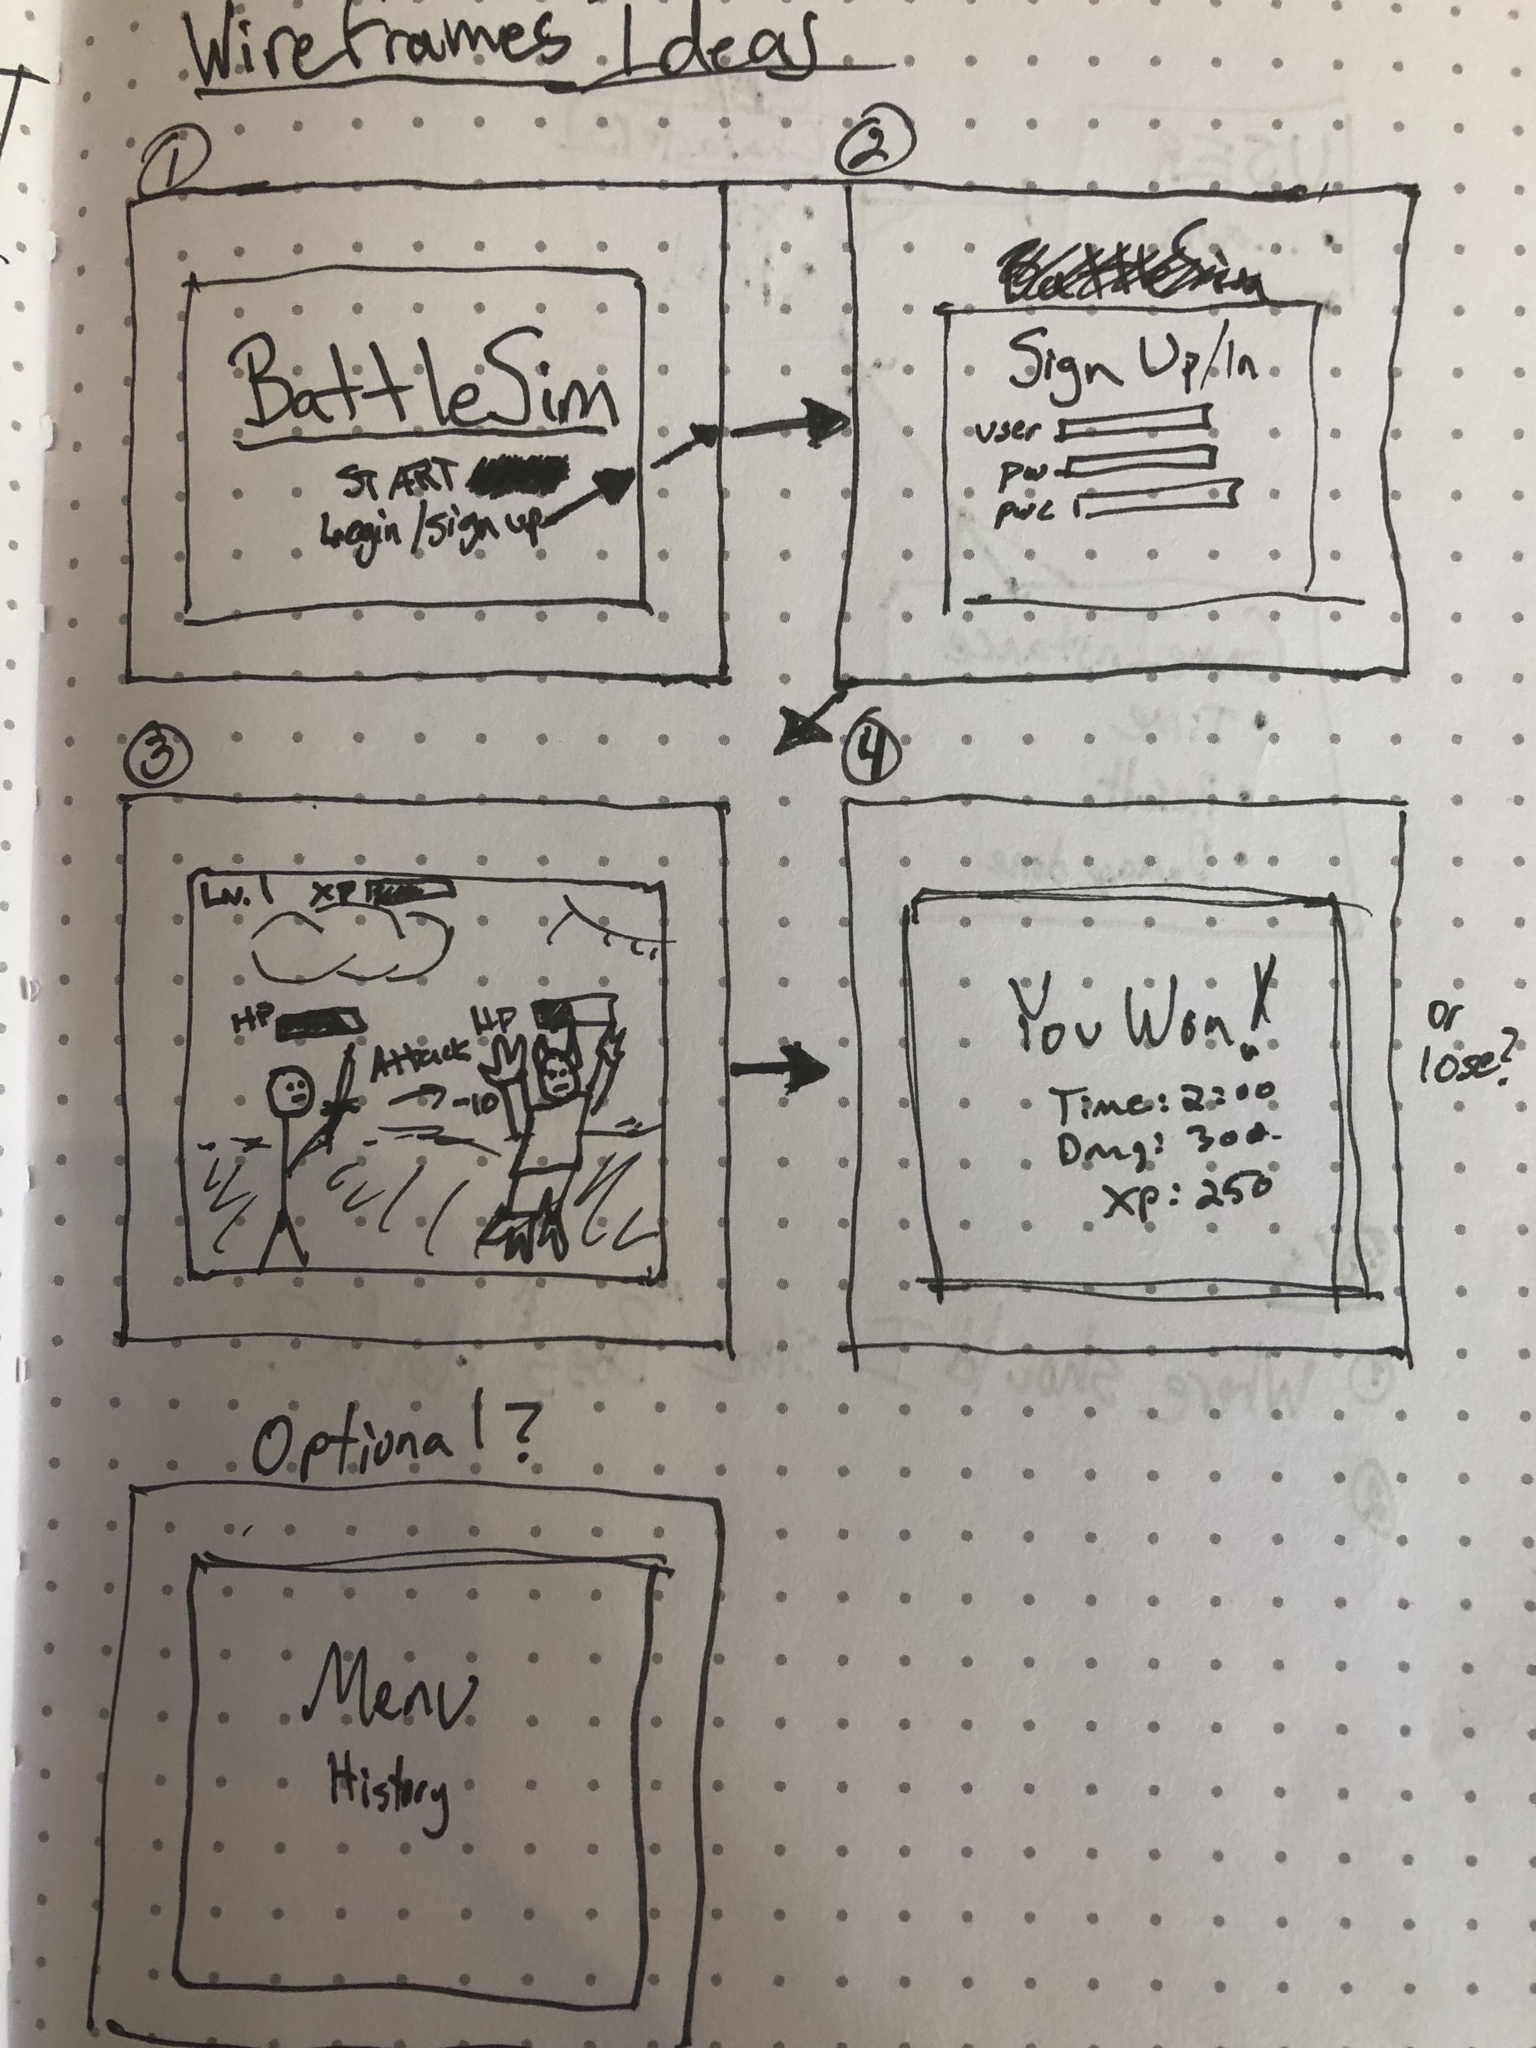 Wireframes Ideas
①
BattleSim
START
Login/sign up
②
Sign Up/In
user
pw
pwc
③
Lv. 1 XP
HP
HP
Attack
-10
④
You Won!
Time: 2:00
Dmg: 300
XP: 250
or
lose?
Optional?
Menu
History